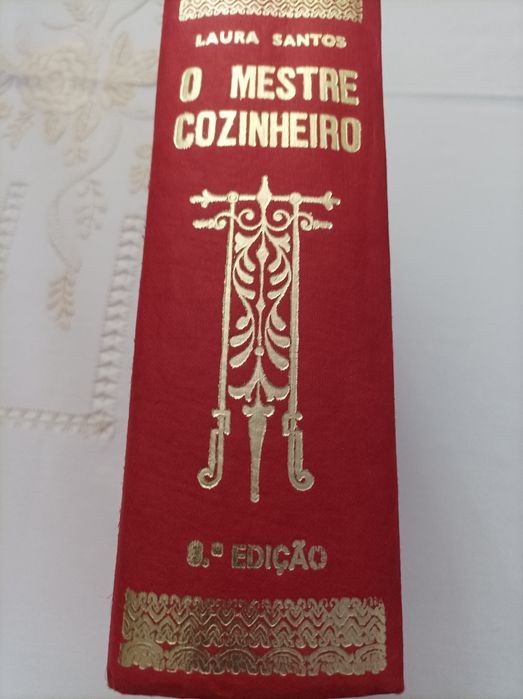 LAURA SANTOS
O MESTRE
COZINHEIRO
8.ª EDIÇÃO